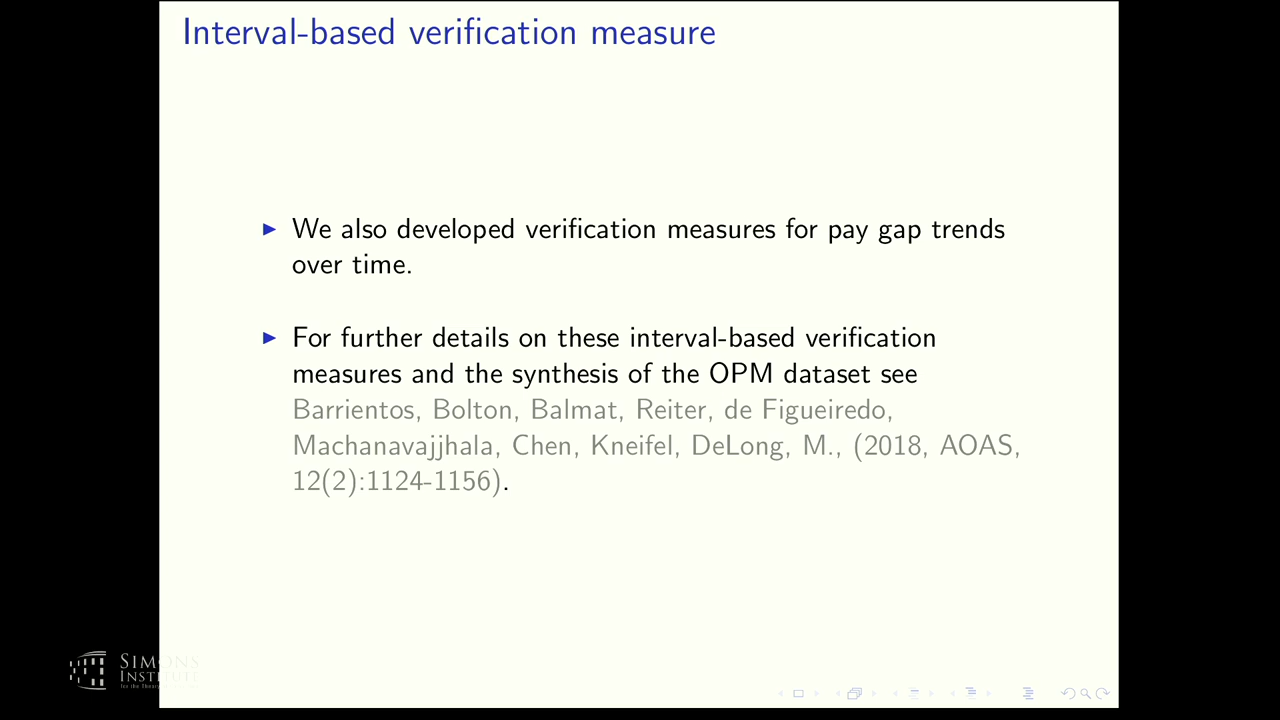 Interval-based verification measure
We also developed verification measures for pay gap trends
over time.
For further details on these interval-based verification
measures and the synthesis of the OPM dataset see
Barrientos, Bolton, Balmat, Reiter, de Figueiredo,
Machanavajjhala, Chen, Kneifel, DeLong, M., (2018, AOAS,
12(2):1124-1156).
SIMONS
INSTITUTE